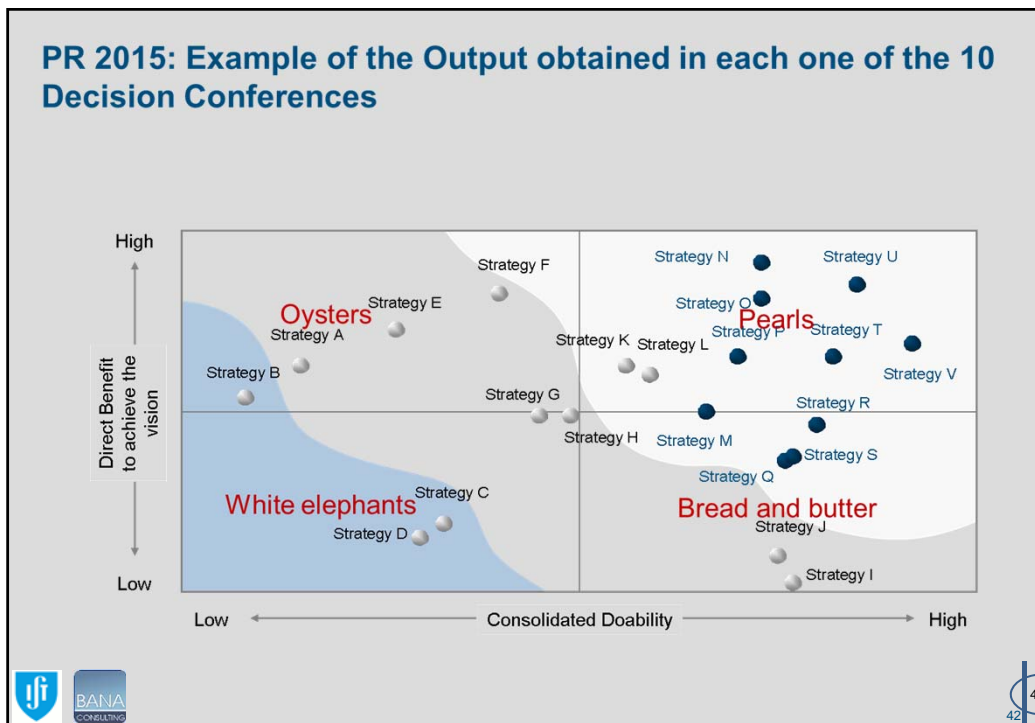 PR 2015: Example of the Output obtained in each one of the 10
Decision Conferences
High
Direct Benefit
to achieve the
vision
Low
Strategy N
Strategy U
Strategy F
Strategy E
Strategy O
Oysters
Pearls
Strategy A
Strategy K
Strategy L
Strategy P
Strategy T
Strategy B
Strategy V
Strategy G
Strategy R
Strategy H
Strategy M
Strategy S
Strategy Q
Strategy C
White elephants
Bread and butter
Strategy D
Strategy J
Strategy I
Low
Consolidated Doability
High
BANA
CONSULTING
4
42